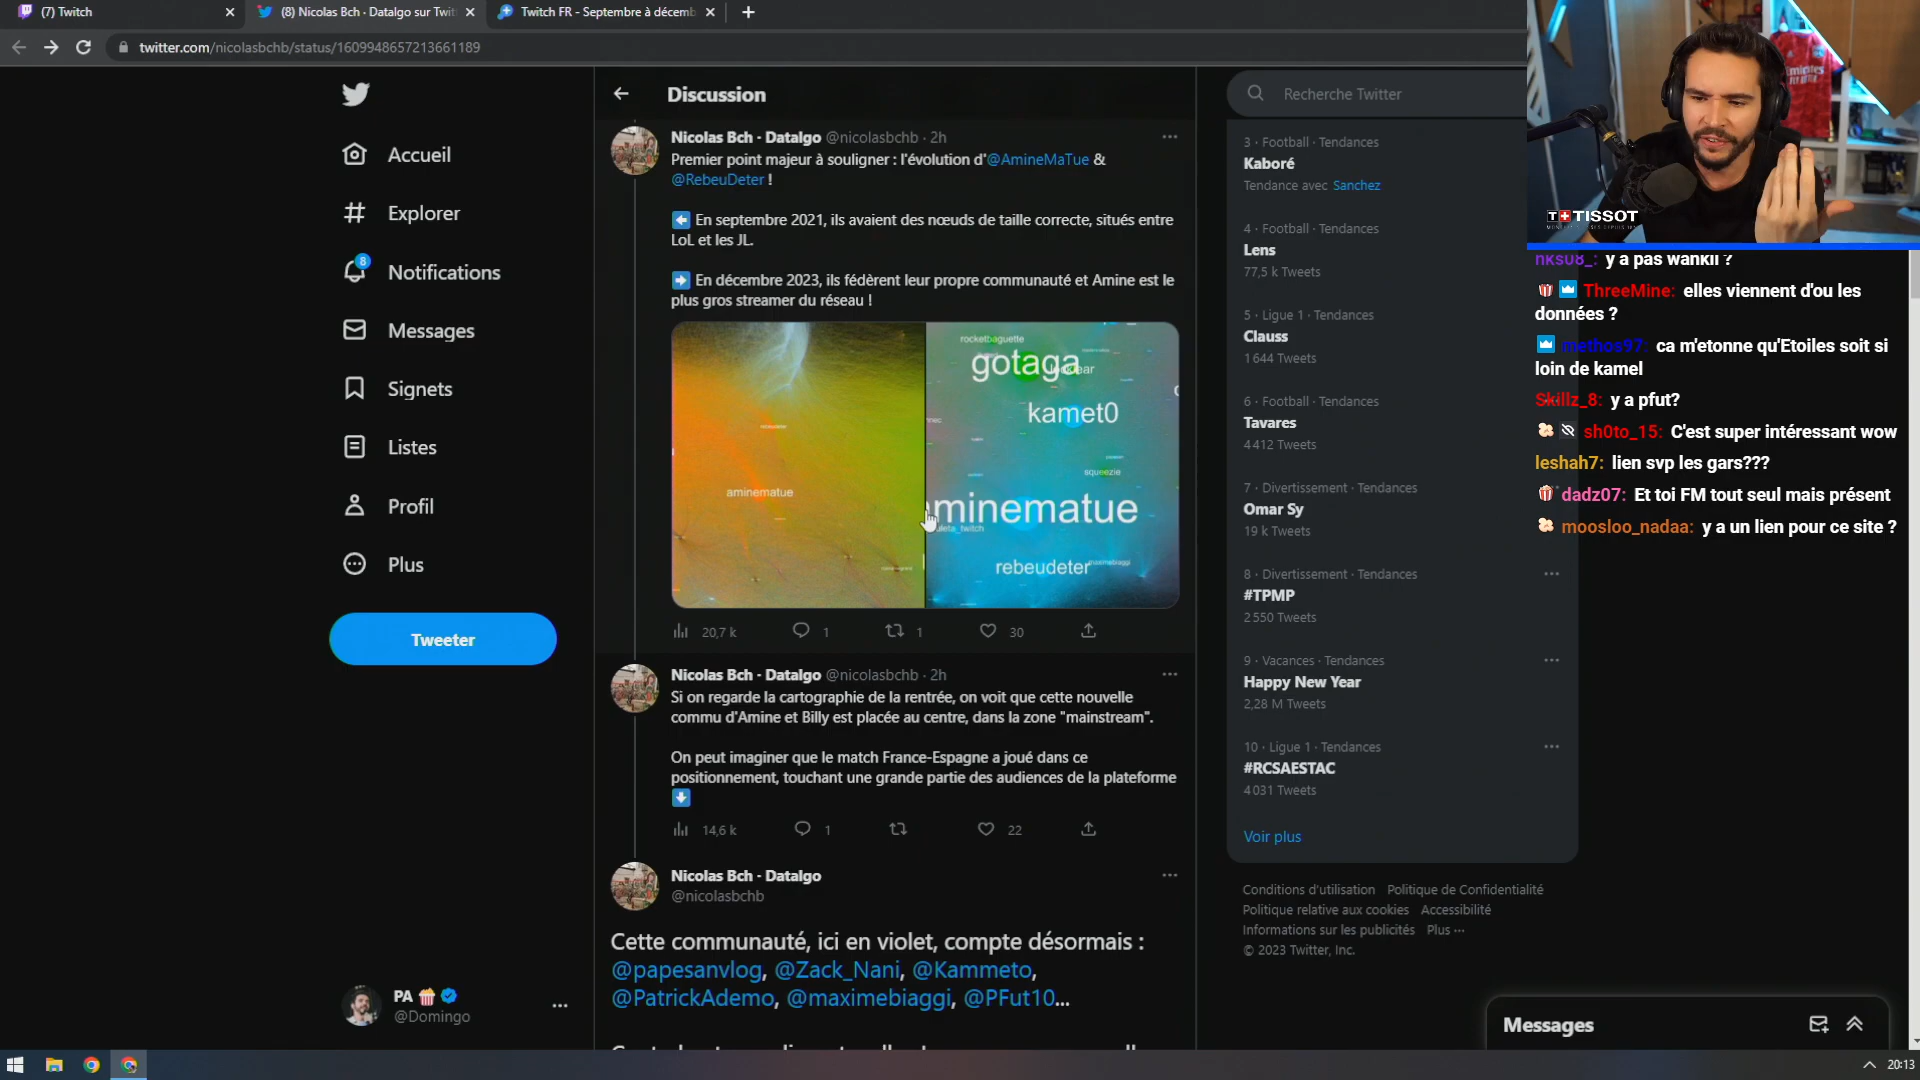 (7) Twitch
(8) Nicolas Bch - Datalgo sur Twit
Twitch FR - Septembre à décemb
twitter.com/nicolasbchb/status/1609948657213661189
Accueil
Explorer
8
Notifications
Messages
Signets
Listes
Profil
Plus
Tweeter
PA
@Domingo
Discussion
Nicolas Bch - Datalgo @nicolasbchb · 2h
Premier point majeur à souligner : l'évolution d'@AmineMaTue &
@RebeuDeter !
En septembre 2021, ils avaient des nœuds de taille correcte, situés entre
LoL et les JL.
En décembre 2023, ils fédèrent leur propre communauté et Amine est le
plus gros streamer du réseau !
aminematue
rocketbaguette
gotaga
kamet0
squeezie
aminematue
rebeudeter
maximebiaggi
20,7 k
1
1
30
Nicolas Bch - Datalgo @nicolasbchb · 2h
Si on regarde la cartographie de la rentrée, on voit que cette nouvelle
commu d'Amine et Billy est placée au centre, dans la zone "mainstream".
On peut imaginer que le match France-Espagne a joué dans ce
positionnement, touchant une grande partie des audiences de la plateforme
14,6 k
1
22
Nicolas Bch - Datalgo
@nicolasbchb
Cette communauté, ici en violet, compte désormais :
@papesanvlog, @Zack_Nani, @Kammeto,
@PatrickAdemo, @maximebiaggi, @PFut10...
Recherche Twitter
3 · Football · Tendances
Kaboré
Tendance avec Sanchez
4 · Football · Tendances
Lens
77,5 k Tweets
5 · Ligue 1 · Tendances
Clauss
1 644 Tweets
6 · Football · Tendances
Tavares
4 412 Tweets
7 · Divertissement · Tendances
Omar Sy
19 k Tweets
8 · Divertissement · Tendances
#TPMP
2 550 Tweets
9 · Vacances · Tendances
Happy New Year
2,28 M Tweets
10 · Ligue 1 · Tendances
#RCSAESTAC
4 031 Tweets
Voir plus
Conditions d'utilisation Politique de Confidentialité
Politique relative aux cookies Accessibilité
Informations sur les publicités Plus ···
© 2023 Twitter, Inc.
Messages
T+TISSOT
nks08_: y a pas wankil ?
ThreeMine: elles viennent d'ou les
données ?
methos97: ca m'etonne qu'Etoiles soit si
loin de kamel
Skillz_8: y a pfut?
sh0to_15: C'est super intéressant wow
leshah7: lien svp les gars???
dadz07: Et toi FM tout seul mais présent
moosloo_nadaa: y a un lien pour ce site ?
20:13